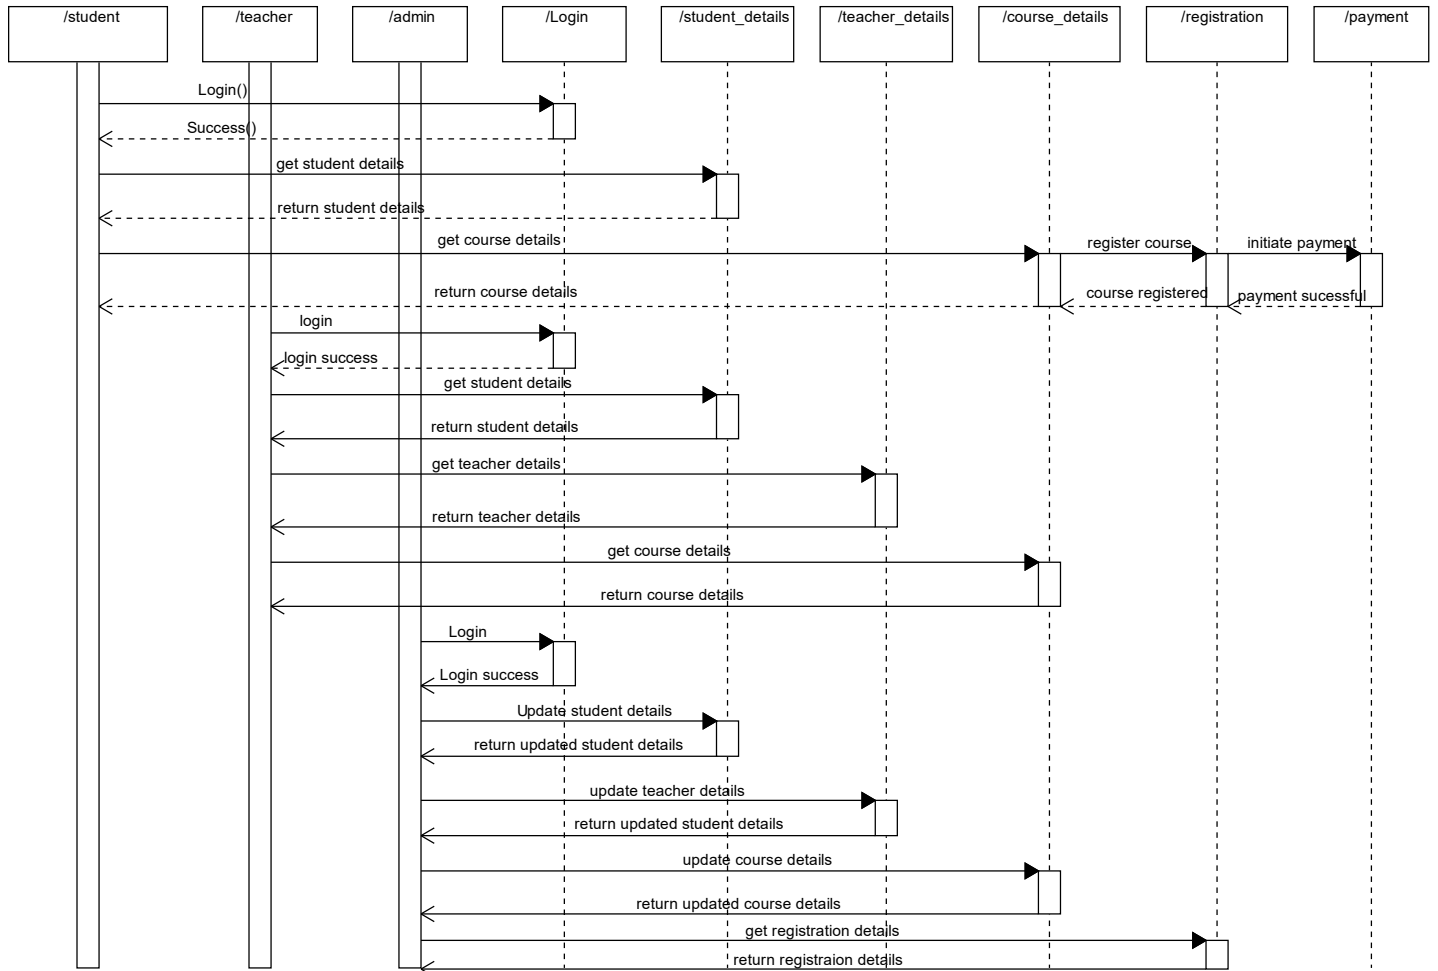 /student
/teacher
/admin
/Login
/student_details
/teacher_details
/course_details
/registration
/payment
Login()
Success()
get student details
return student details
get course details
register course
initiate payment
return course details
course registered
payment sucessful
login
login success
get student details
return student details
get teacher details
return teacher details
get course details
return course details
Login
Login success
Update student details
return updated student details
update teacher details
return updated student details
update course details
return updated course details
get registration details
return registraion details